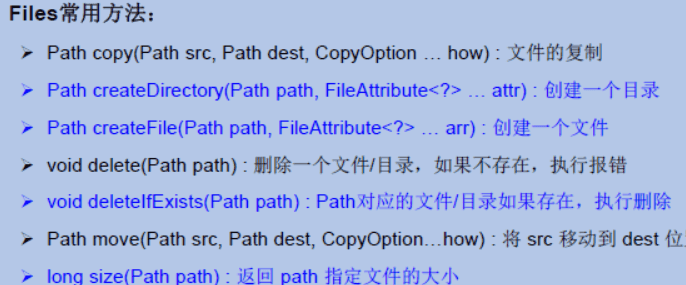 Files常用方法：
➢ Path copy(Path src, Path dest, CopyOption … how) : 文件的复制
➢ Path createDirectory(Path path, FileAttribute<?> … attr) : 创建一个目录
➢ Path createFile(Path path, FileAttribute<?> … arr) : 创建一个文件
➢ void delete(Path path) : 删除一个文件/目录，如果不存在，执行报错
➢ void deleteIfExists(Path path) : Path对应的文件/目录如果存在，执行删除
➢ Path move(Path src, Path dest, CopyOption…how) : 将 src 移动到 dest 位
➢ long size(Path path) : 返回 path 指定文件的大小